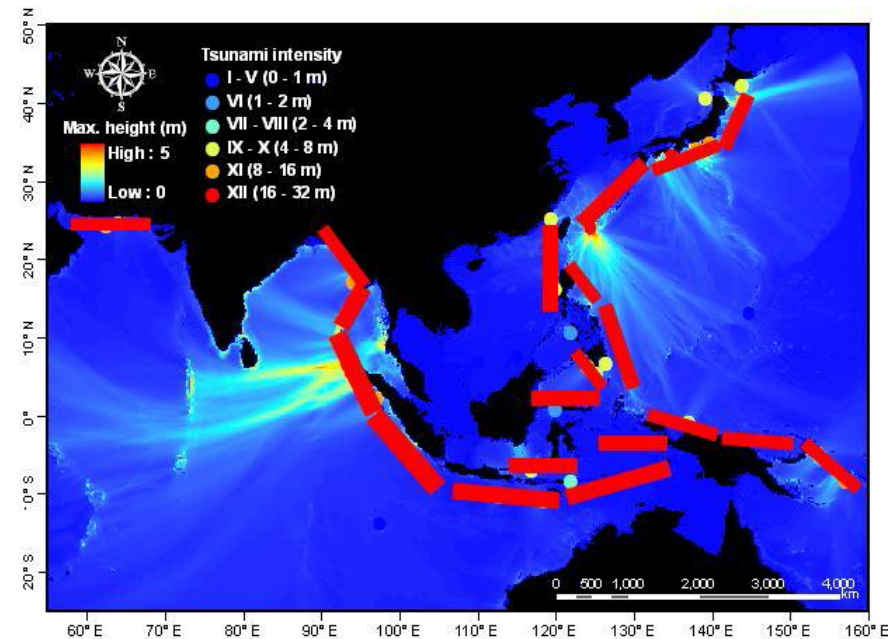 50° N
40° N
30° N
20° N
10° N
0°
-0° S
20° S
N
W
E
S
Tsunami intensity
I - V (0 - 1 m)
VI (1 - 2 m)
VII - VIII (2 - 4 m)
IX - X (4 - 8 m)
XI (8 - 16 m)
XII (16 - 32 m)
Max. height (m)
High : 5
Low : 0
0 500 1,000 2,000 3,000 4,000
km
60° E 70° E 80° E 90° E 100° E 110° E 120° E 130° E 140° E 150° E 160° E